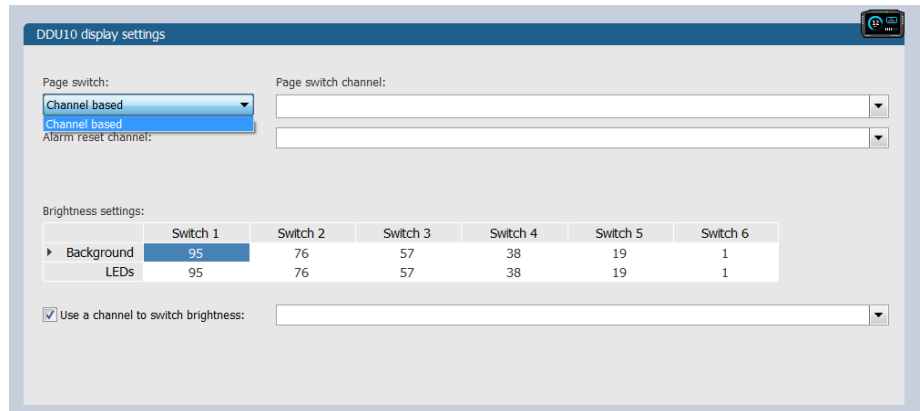 DDU10 display settings
12
Page switch: Page switch channel:
Channel based
Channel based
Alarm reset channel:
Brightness settings:
Switch 1 Switch 2 Switch 3 Switch 4 Switch 5 Switch 6
Background 95 76 57 38 19 1
LEDs 95 76 57 38 19 1
Use a channel to switch brightness: